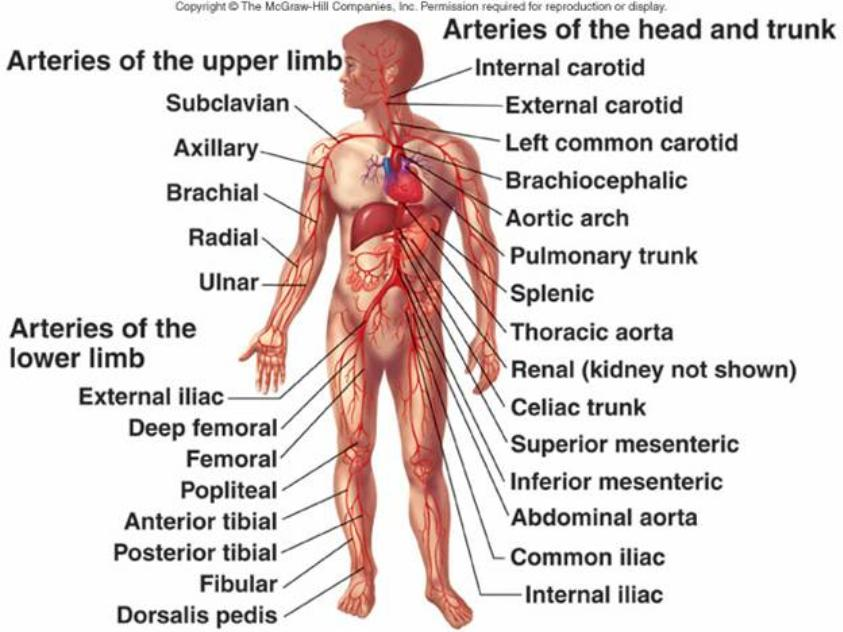 Copyright © The McGraw-Hill Companies, Inc. Permission required for reproduction or display.
Arteries of the head and trunk
Internal carotid
External carotid
Left common carotid
Brachiocephalic
Aortic arch
Pulmonary trunk
Splenic
Thoracic aorta
Renal (kidney not shown)
Celiac trunk
Superior mesenteric
Inferior mesenteric
Abdominal aorta
Common iliac
Internal iliac
Arteries of the upper limb
Subclavian
Axillary
Brachial
Radial
Ulnar
Arteries of the
lower limb
External iliac
Deep femoral
Femoral
Popliteal
Anterior tibial
Posterior tibial
Fibular
Dorsalis pedis